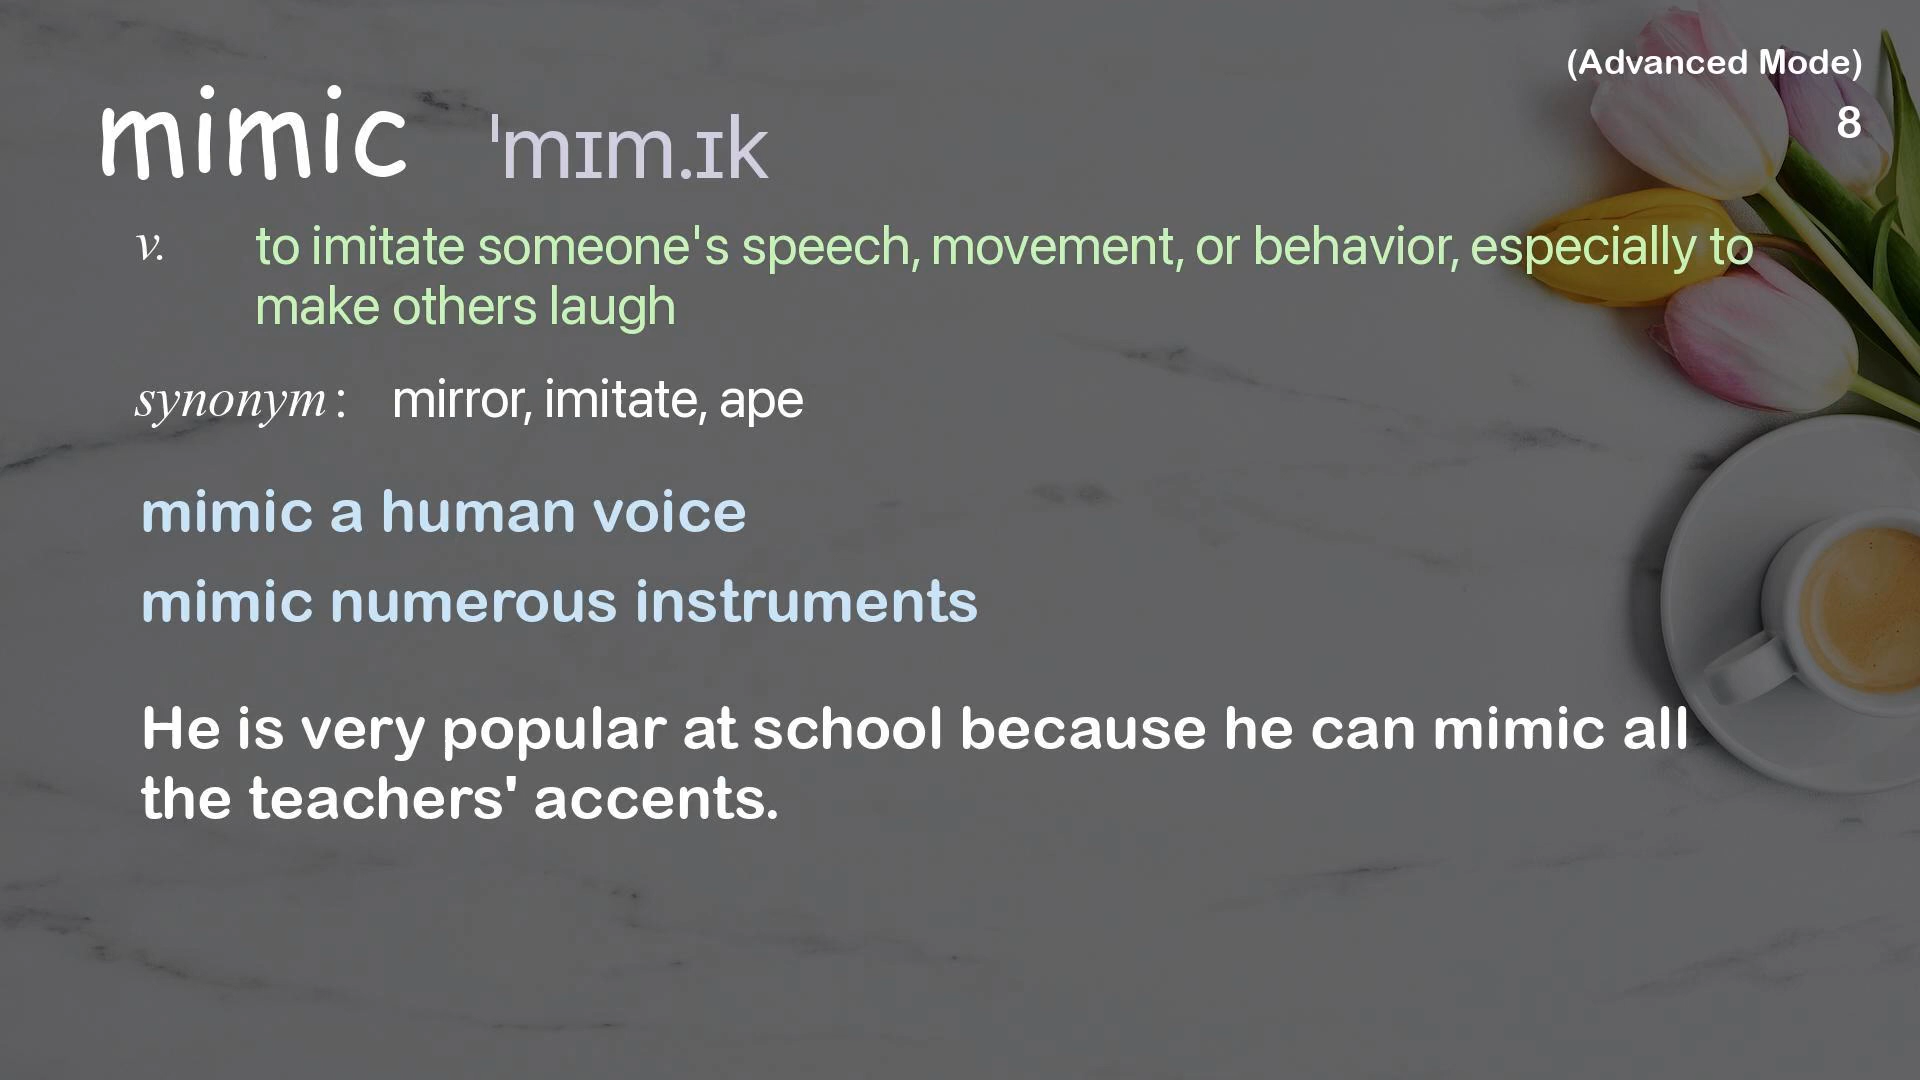 (Advanced Mode)
8
mimic ˈmɪm.ɪk
v. to imitate someone's speech, movement, or behavior, especially to
make others laugh
synonym: mirror, imitate, ape
mimic a human voice
mimic numerous instruments
He is very popular at school because he can mimic all
the teachers' accents.